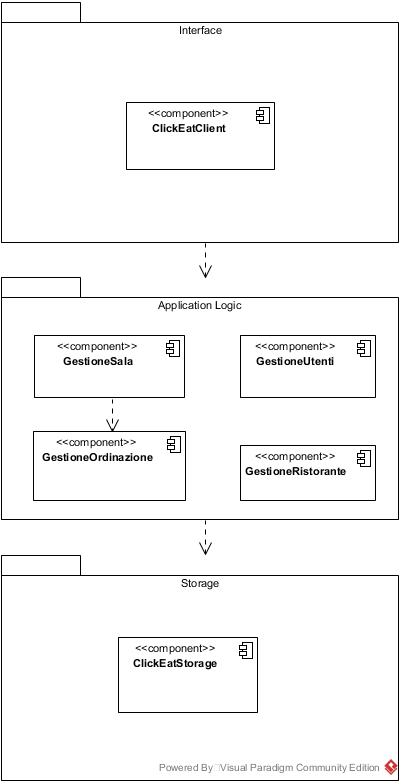 Interface
<<component>>
ClickEatClient
Application Logic
<<component>>
GestioneSala
<<component>>
GestioneUtenti
<<component>>
GestioneOrdinazione
<<component>>
GestioneRistorante
Storage
<<component>>
ClickEatStorage
Powered By Visual Paradigm Community Edition